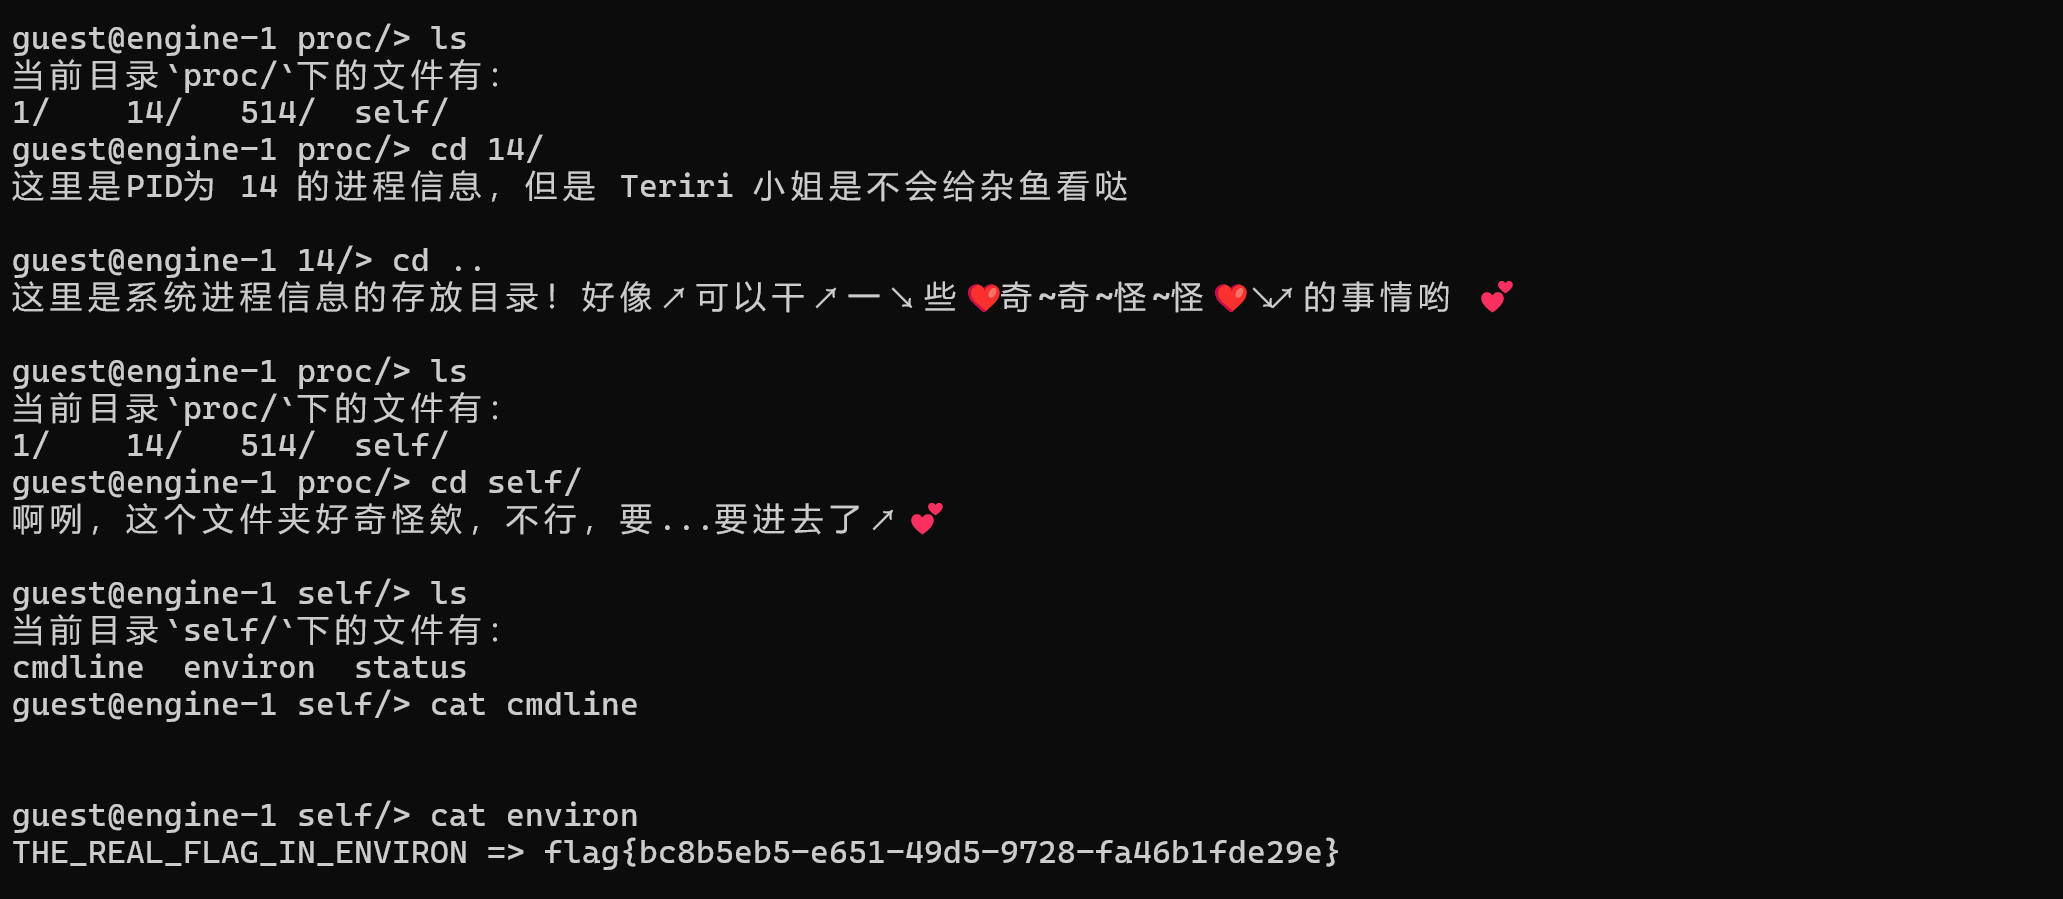 guest@engine-1 proc/> ls
当前目录`proc/`下的文件有：
1/    14/   514/  self/
guest@engine-1 proc/> cd 14/
这里是PID为 14 的进程信息，但是 Teriri 小姐是不会给杂鱼看哒
guest@engine-1 14/> cd ..
这里是系统进程信息的存放目录！好像↗可以干↗一↘些❤️奇~奇~怪~怪❤️↘↗的事情哟 💕
guest@engine-1 proc/> ls
当前目录`proc/`下的文件有：
1/    14/   514/  self/
guest@engine-1 proc/> cd self/
啊咧，这个文件夹好奇怪欸，不行，要...要进去了↗💕
guest@engine-1 self/> ls
当前目录`self/`下的文件有：
cmdline  environ  status
guest@engine-1 self/> cat cmdline
guest@engine-1 self/> cat environ
THE_REAL_FLAG_IN_ENVIRON => flag{bc8b5eb5-e651-49d5-9728-fa46b1fde29e}